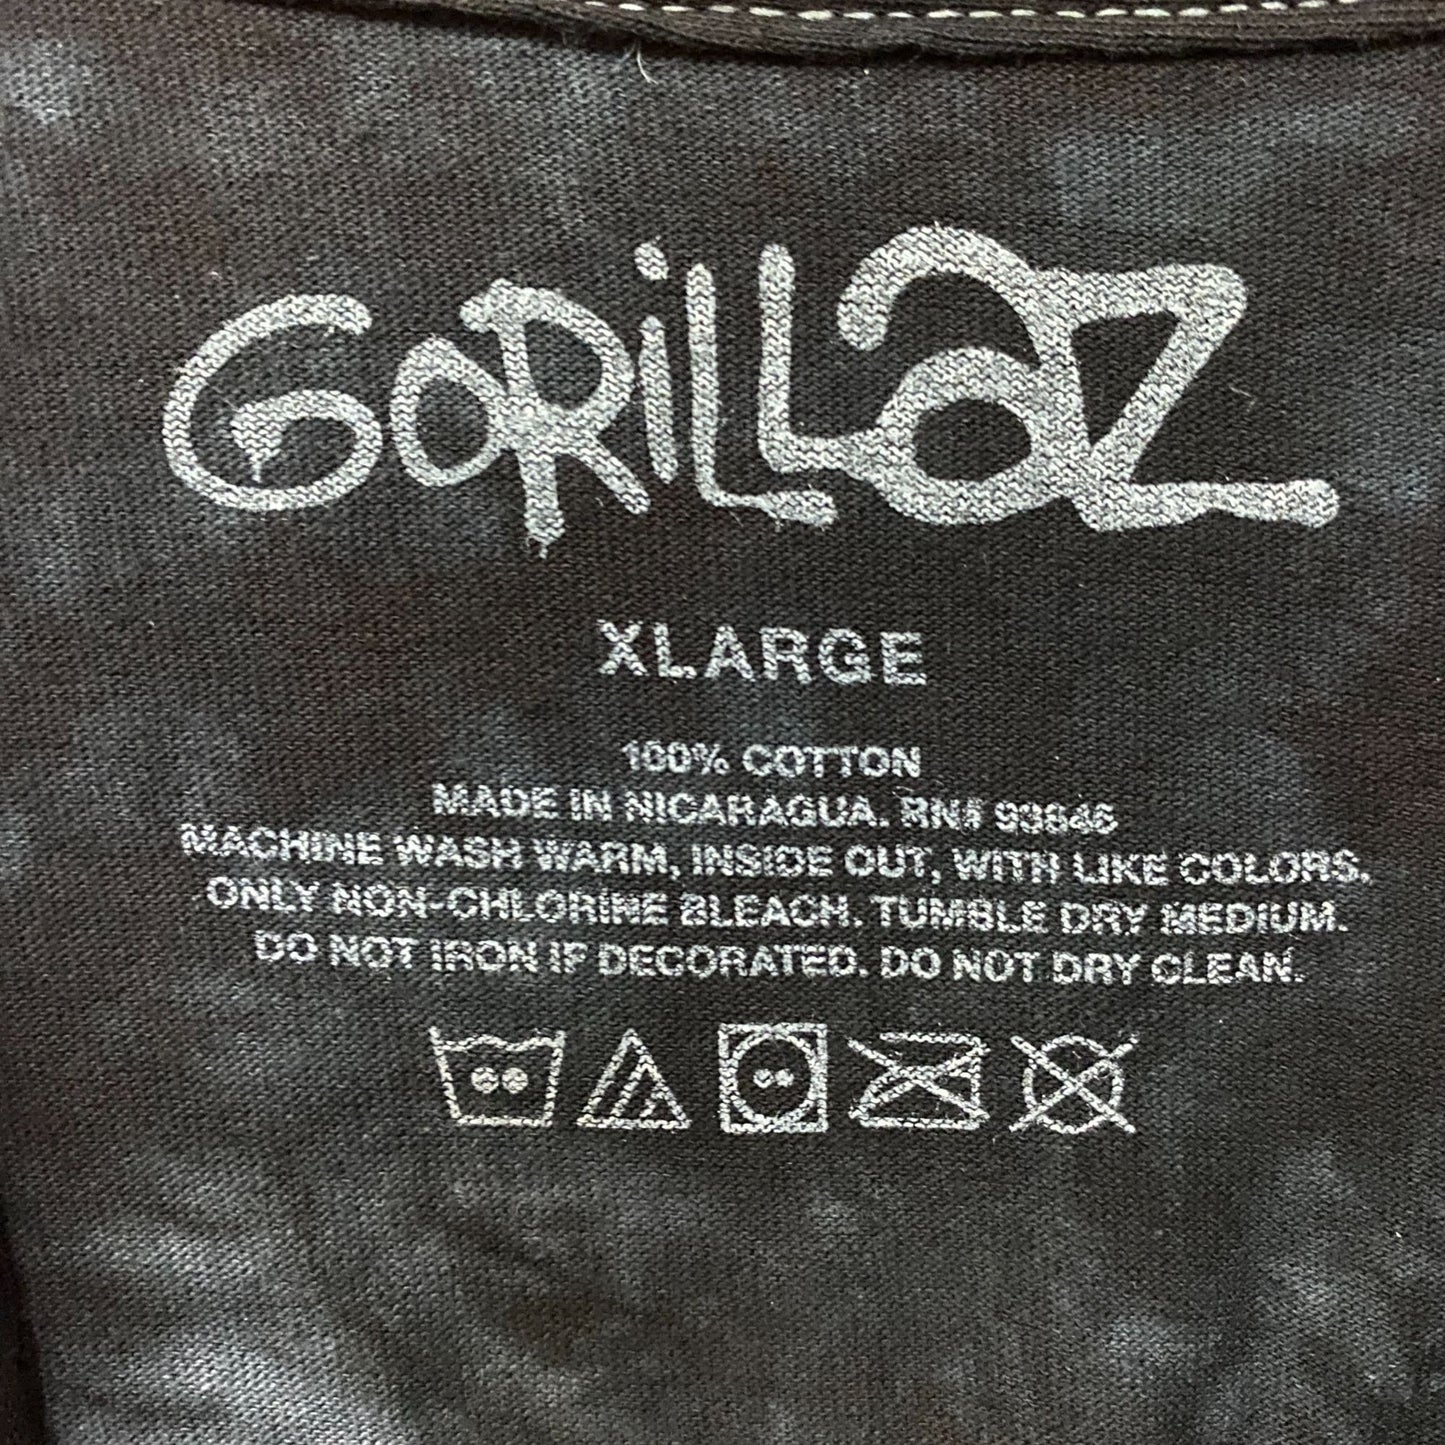 GORILLAZ
XLARGE
100% COTTON
MADE IN NICARAGUA. RN# 93846
MACHINE WASH WARM, INSIDE OUT, WITH LIKE COLORS.
ONLY NON-CHLORINE BLEACH. TUMBLE DRY MEDIUM.
DO NOT IRON IF DECORATED. DO NOT DRY CLEAN.